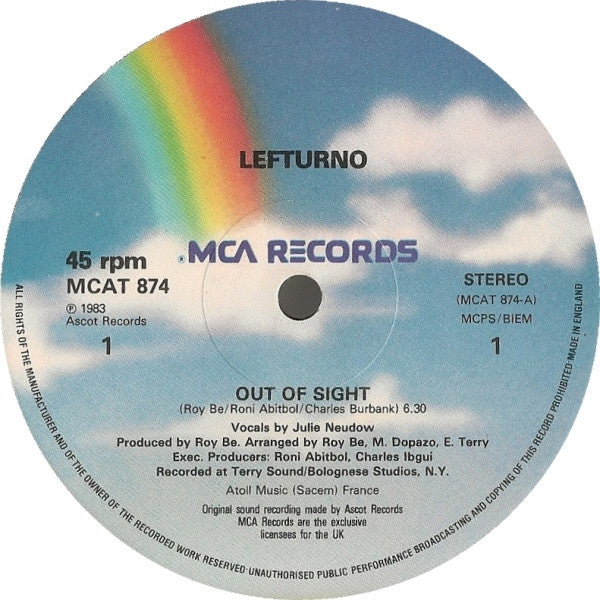 LEFTURNO
®MCA RECORDS
45 rpm
MCAT 874
℗ 1983
Ascot Records
1
STEREO
(MCAT 874-A)
MCPS/BIEM
1
OUT OF SIGHT
(Roy Be/Roni Abitbol/Charles Burbank) 6.30
Vocals by Julie Neudow
Produced by Roy Be. Arranged by Roy Be, M. Dopazo, E. Terry
Exec. Producers: Roni Abitbol, Charles Ibgui
Recorded at Terry Sound/Bolognese Studios, N.Y.
Atoll Music (Sacem) France
Original sound recording made by Ascot Records
MCA Records are the exclusive
licensees for the UK
ALL RIGHTS OF THE MANUFACTURER AND OF THE OWNER OF THE RECORDED WORK RESERVED·UNAUTHORISED PUBLIC PERFORMANCE BROADCASTING AND COPYING OF THIS RECORD PROHIBITED·MADE IN ENGLAND